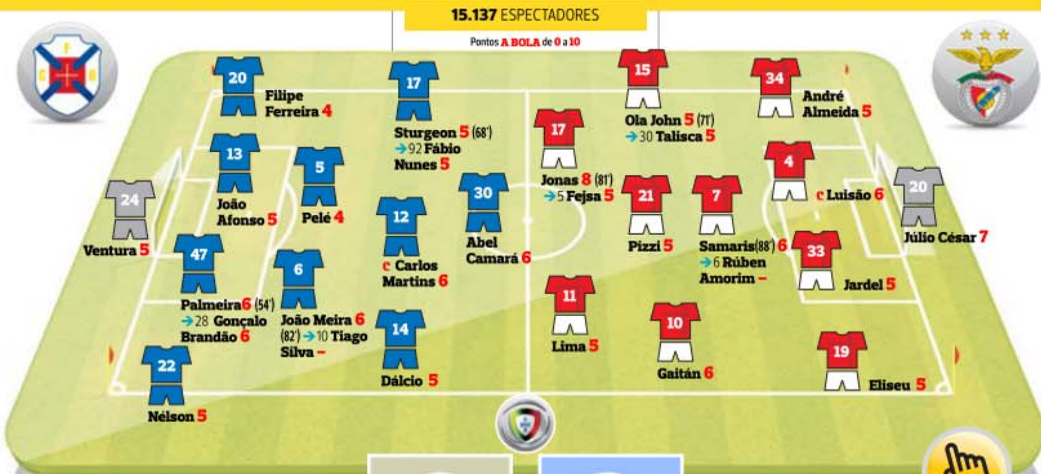 15.137 ESPECTADORES
Pontos A BOLA de 0 a 10
20
Filipe
Ferreira 4
17
Sturgeon 5 (68')
→92 Fábio
Nunes 5
15
Ola John 5 (71')
→30 Talisca 5
34
André
Almeida 5
13
João
Afonso 5
5
Pelé 4
17
Jonas 8 (81')
→5 Fejsa 5
4
c Luisão 6
24
Ventura 5
12
c Carlos
Martins 6
30
Abel
Camará 6
21
Pizzi 5
7
Samaris (88') 6
→6 Rúben
Amorim –
20
Júlio César 7
47
Palmeira 6 (54')
→28 Gonçalo
Brandão 6
6
João Meira 6
(82') →10 Tiago
Silva –
33
Jardel 5
14
Dálcio 5
11
Lima 5
10
Gaitán 6
22
Nélson 5
19
Eliseu 5